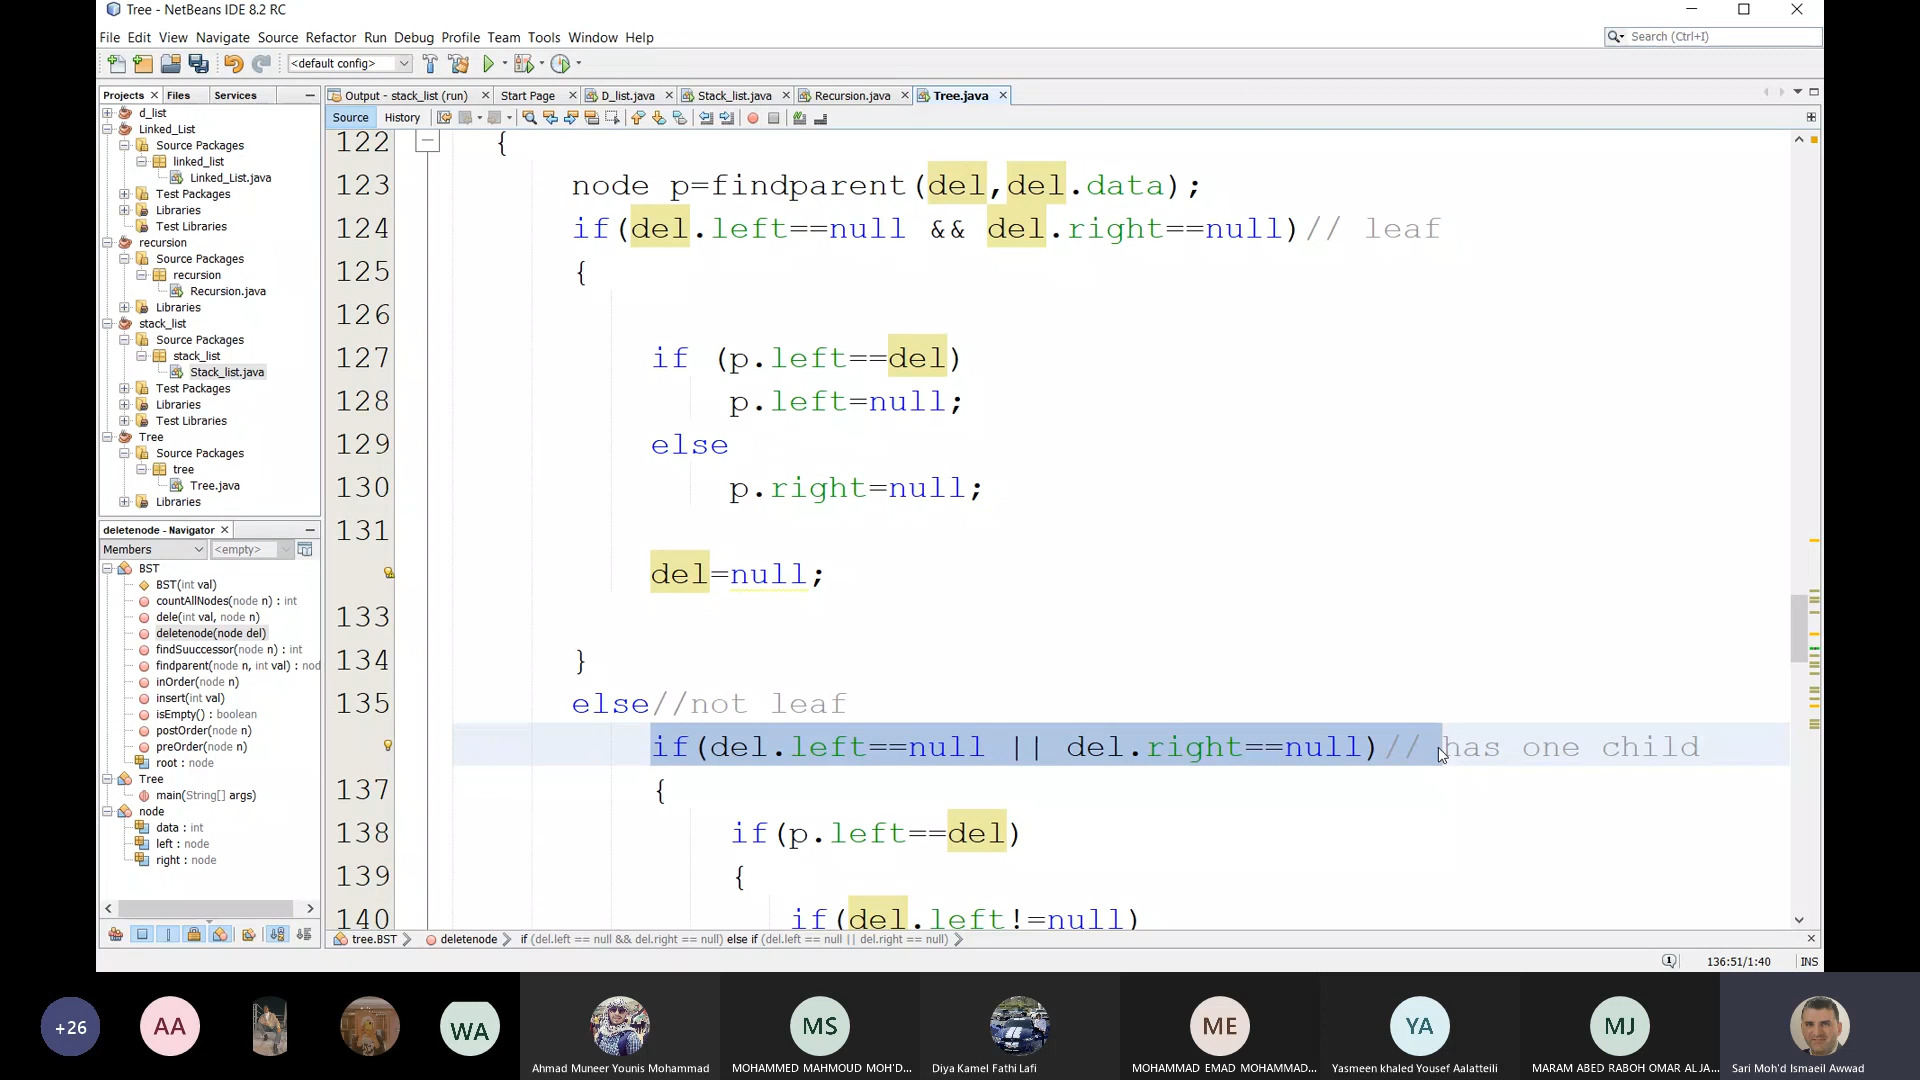 Tree - NetBeans IDE 8.2 RC
File Edit View Navigate Source Refactor Run Debug Profile Team Tools Window Help
Search (Ctrl+I)
<default config>
Projects Files Services
d_list
Linked_List
Source Packages
linked_list
Linked_List.java
Test Packages
Libraries
Test Libraries
recursion
Source Packages
recursion
Recursion.java
Libraries
stack_list
Source Packages
stack_list
Stack_list.java
Test Packages
Libraries
Test Libraries
Tree
Source Packages
tree
Tree.java
Libraries
deletenode - Navigator
Members <empty>
BST
BST(int val)
countAllNodes(node n) : int
dele(int val, node n)
deletenode(node del)
findSuuccessor(node n) : int
findparent(node n, int val) : nod
inOrder(node n)
insert(int val)
isEmpty() : boolean
postOrder(node n)
preOrder(node n)
root : node
Tree
main(String[] args)
node
data : int
left : node
right : node
Output - stack_list (run) Start Page D_list.java Stack_list.java Recursion.java Tree.java
Source History
122 {
123 node p=findparent(del,del.data);
124 if(del.left==null && del.right==null)// leaf
125 {
126
127 if (p.left==del)
128 p.left=null;
129 else
130 p.right=null;
131
del=null;
133
134 }
135 else//not leaf
if(del.left==null || del.right==null)// has one child
137 {
138 if(p.left==del)
139 {
140 if(del.left!=null)
tree.BST deletenode if (del.left == null && del.right == null) else if (del.left == null || del.right == null)
136:51/1:40 INS
+26
AA
WA
MS
ME
YA
MJ
Ahmad Muneer Younis Mohammad
MOHAMMED MAHMOUD MOH'D...
Diya Kamel Fathi Lafi
MOHAMMAD EMAD MOHAMMAD...
Yasmeen khaled Yousef Aalatteili
MARAM ABED RABOH OMAR AL JA...
Sari Moh'd Ismaeil Awwad